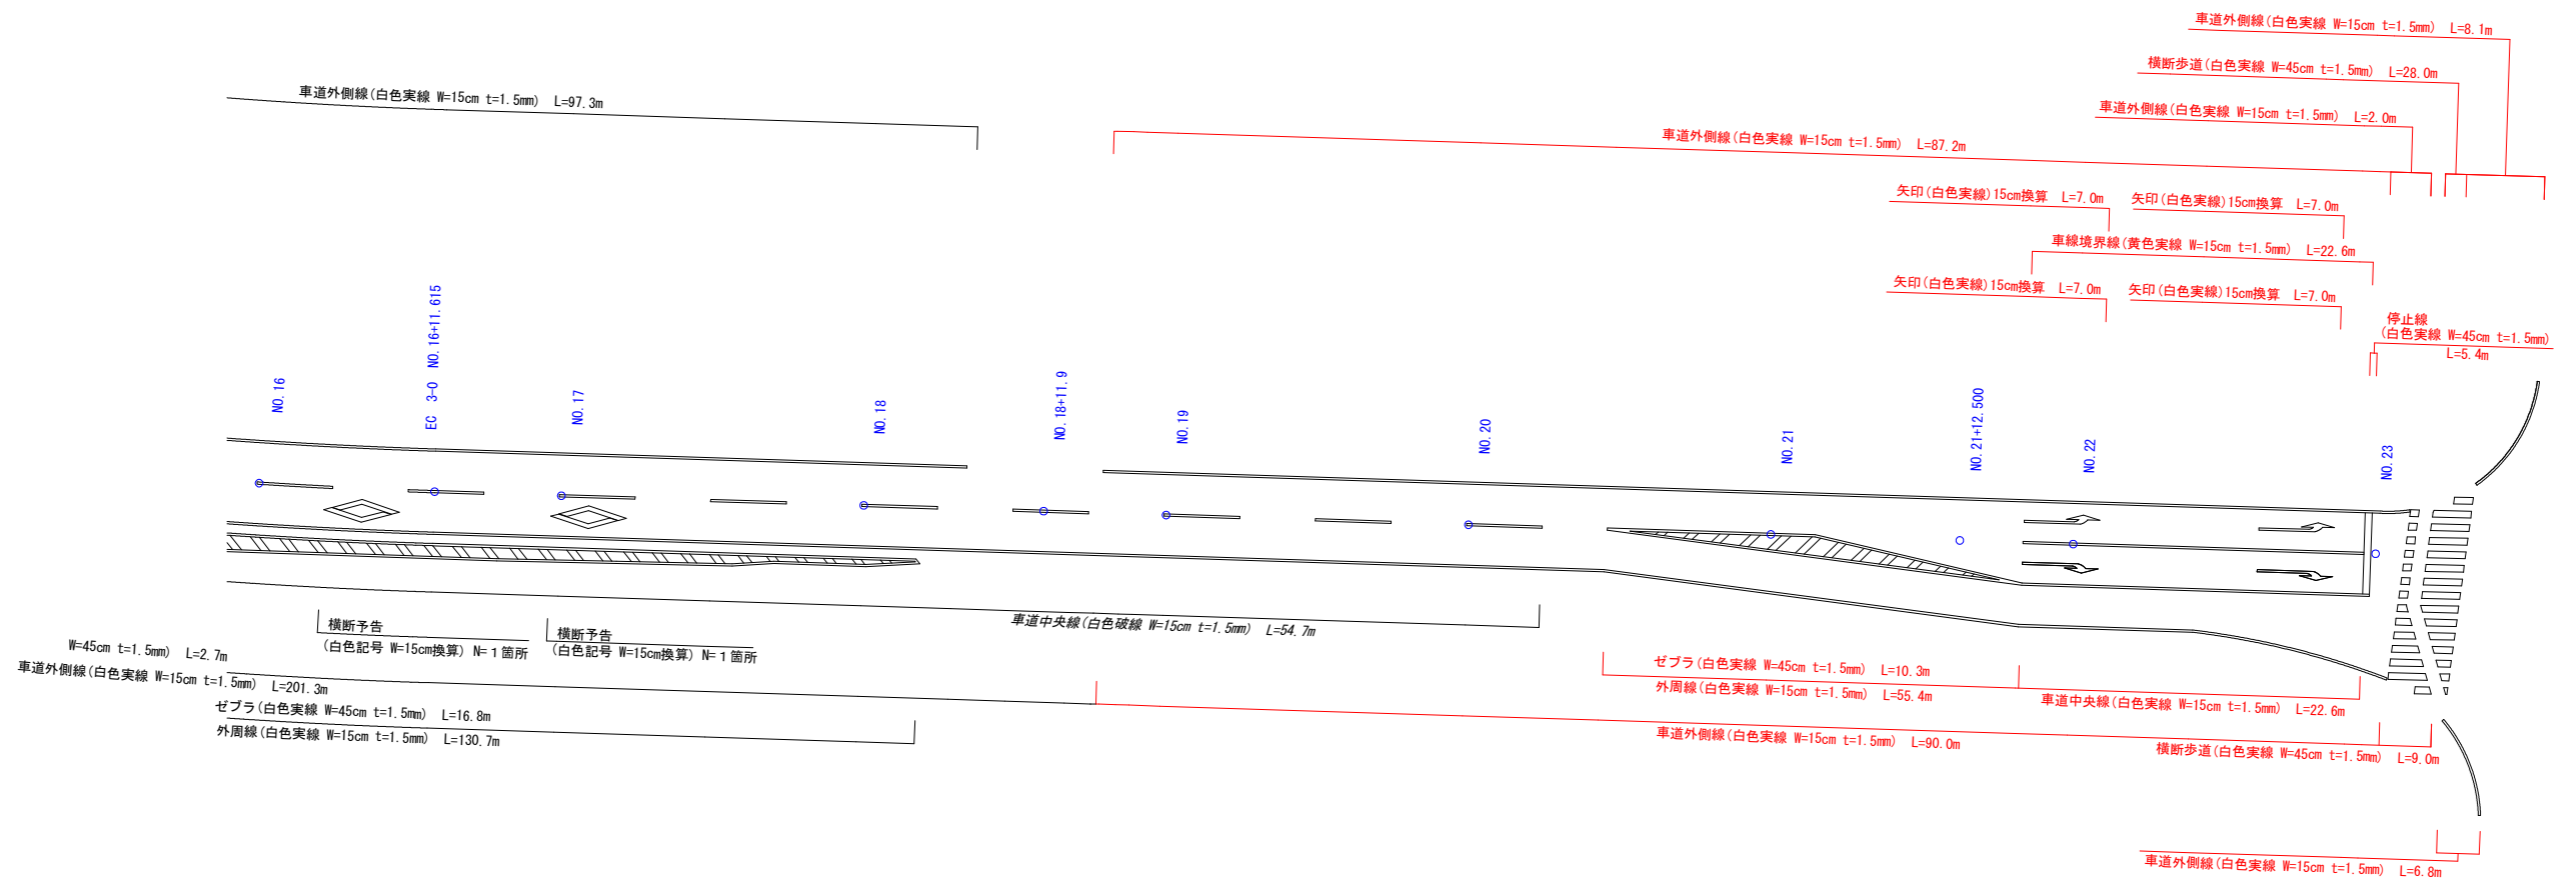 車道外側線(白色実線 W=15cm t=1.5mm) L=8.1m
横断歩道(白色実線 W=45cm t=1.5mm) L=28.0m
車道外側線(白色実線 W=15cm t=1.5mm) L=2.0m
車道外側線(白色実線 W=15cm t=1.5mm) L=97.3m
車道外側線(白色実線 W=15cm t=1.5mm) L=87.2m
矢印(白色実線)15cm換算 L=7.0m
矢印(白色実線)15cm換算 L=7.0m
車線境界線(黄色実線 W=15cm t=1.5mm) L=22.6m
矢印(白色実線)15cm換算 L=7.0m
矢印(白色実線)15cm換算 L=7.0m
停止線
(白色実線 W=45cm t=1.5mm)
L=5.4m
NO.16
EC 3-0 NO.16+11.615
NO.17
NO.18
NO.18+11.9
NO.19
NO.20
NO.21
NO.21+12.500
NO.22
NO.23
横断予告
(白色記号 W=15cm換算) N=1箇所
横断予告
(白色記号 W=15cm換算) N=1箇所
車道中央線(白色破線 W=15cm t=1.5mm) L=54.7m
W=45cm t=1.5mm) L=2.7m
車道外側線(白色実線 W=15cm t=1.5mm) L=201.3m
ゼブラ(白色実線 W=45cm t=1.5mm) L=16.8m
外周線(白色実線 W=15cm t=1.5mm) L=130.7m
ゼブラ(白色実線 W=45cm t=1.5mm) L=10.3m
外周線(白色実線 W=15cm t=1.5mm) L=55.4m
車道中央線(白色実線 W=15cm t=1.5mm) L=22.6m
車道外側線(白色実線 W=15cm t=1.5mm) L=90.0m
横断歩道(白色実線 W=45cm t=1.5mm) L=9.0m
車道外側線(白色実線 W=15cm t=1.5mm) L=6.8m